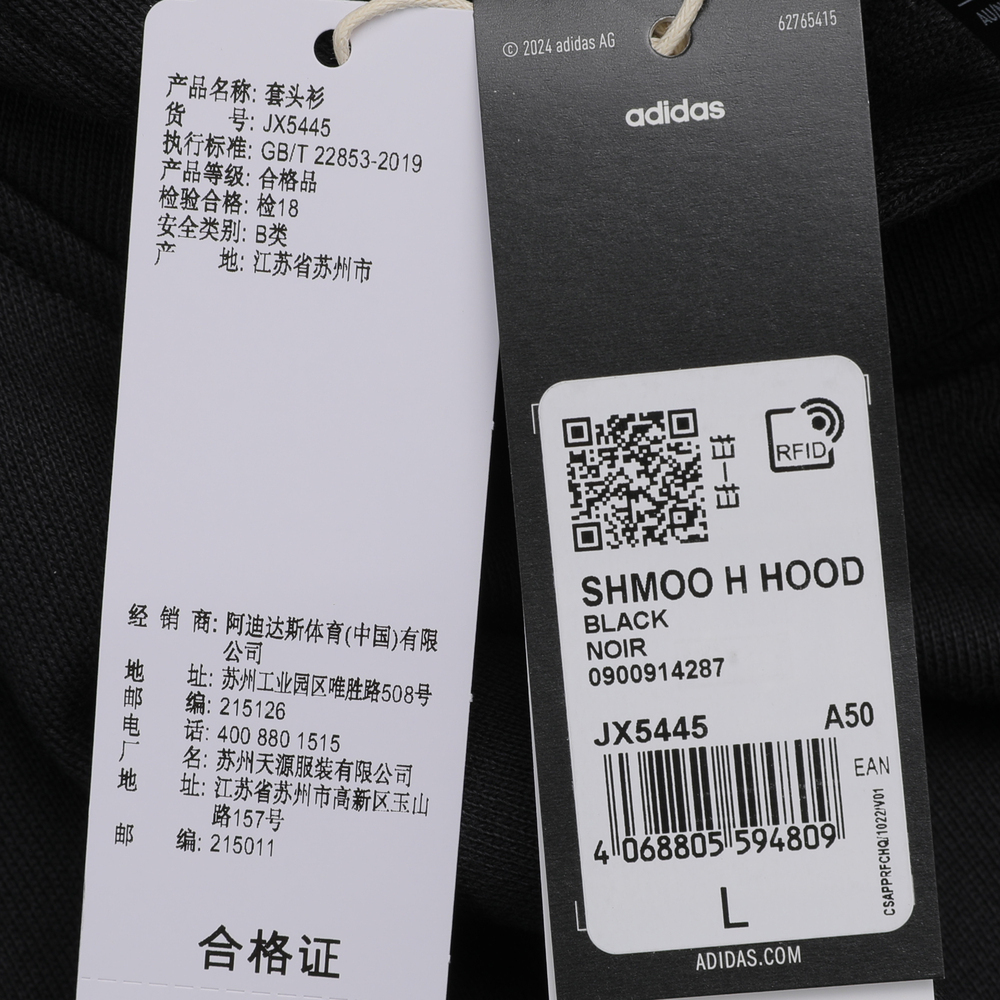 产品名称: 套头衫
货 号: JX5445
执行标准: GB/T 22853-2019
产品等级: 合格品
检验合格: 检18
安全类别: B类
产 地: 江苏省苏州市
经 销 商: 阿迪达斯体育(中国)有限
公司
地 址: 苏州工业园区唯胜路508号
邮 编: 215126
电 话: 400 880 1515
厂 名: 苏州天源服装有限公司
地 址: 江苏省苏州市高新区玉山
路157号
邮 编: 215011
合格证
© 2024 adidas AG
62765415
adidas
扫一扫
RFID
SHMOO H HOOD
BLACK
NOIR
0900914287
JX5445 A50
EAN
4 068805 594809
CSAPPRFCHQ/1022/V01
L
ADIDAS.COM